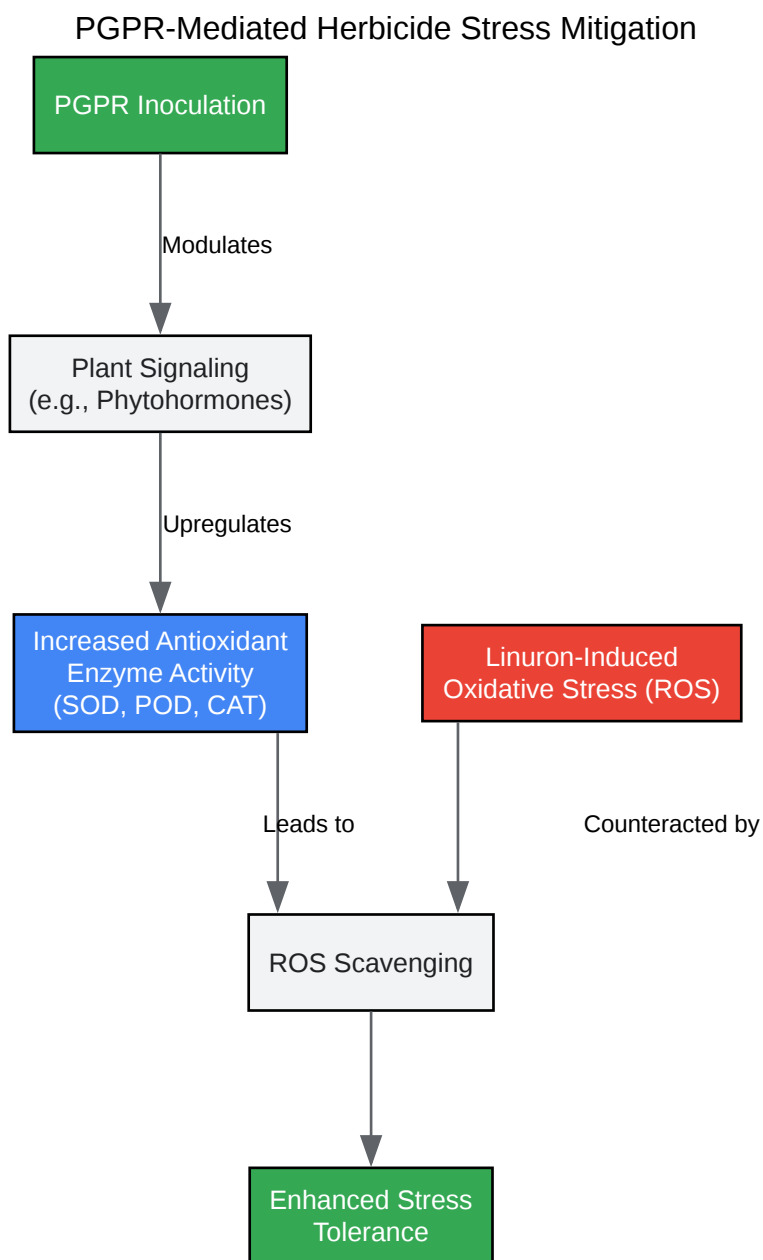 PGPR-Mediated Herbicide Stress Mitigation
PGPR Inoculation
Modulates
Plant Signaling
(e.g., Phytohormones)
Upregulates
Increased Antioxidant
Enzyme Activity
(SOD, POD, CAT)
Linuron-Induced
Oxidative Stress (ROS)
Leads to
Counteracted by
ROS Scavenging
Enhanced Stress
Tolerance